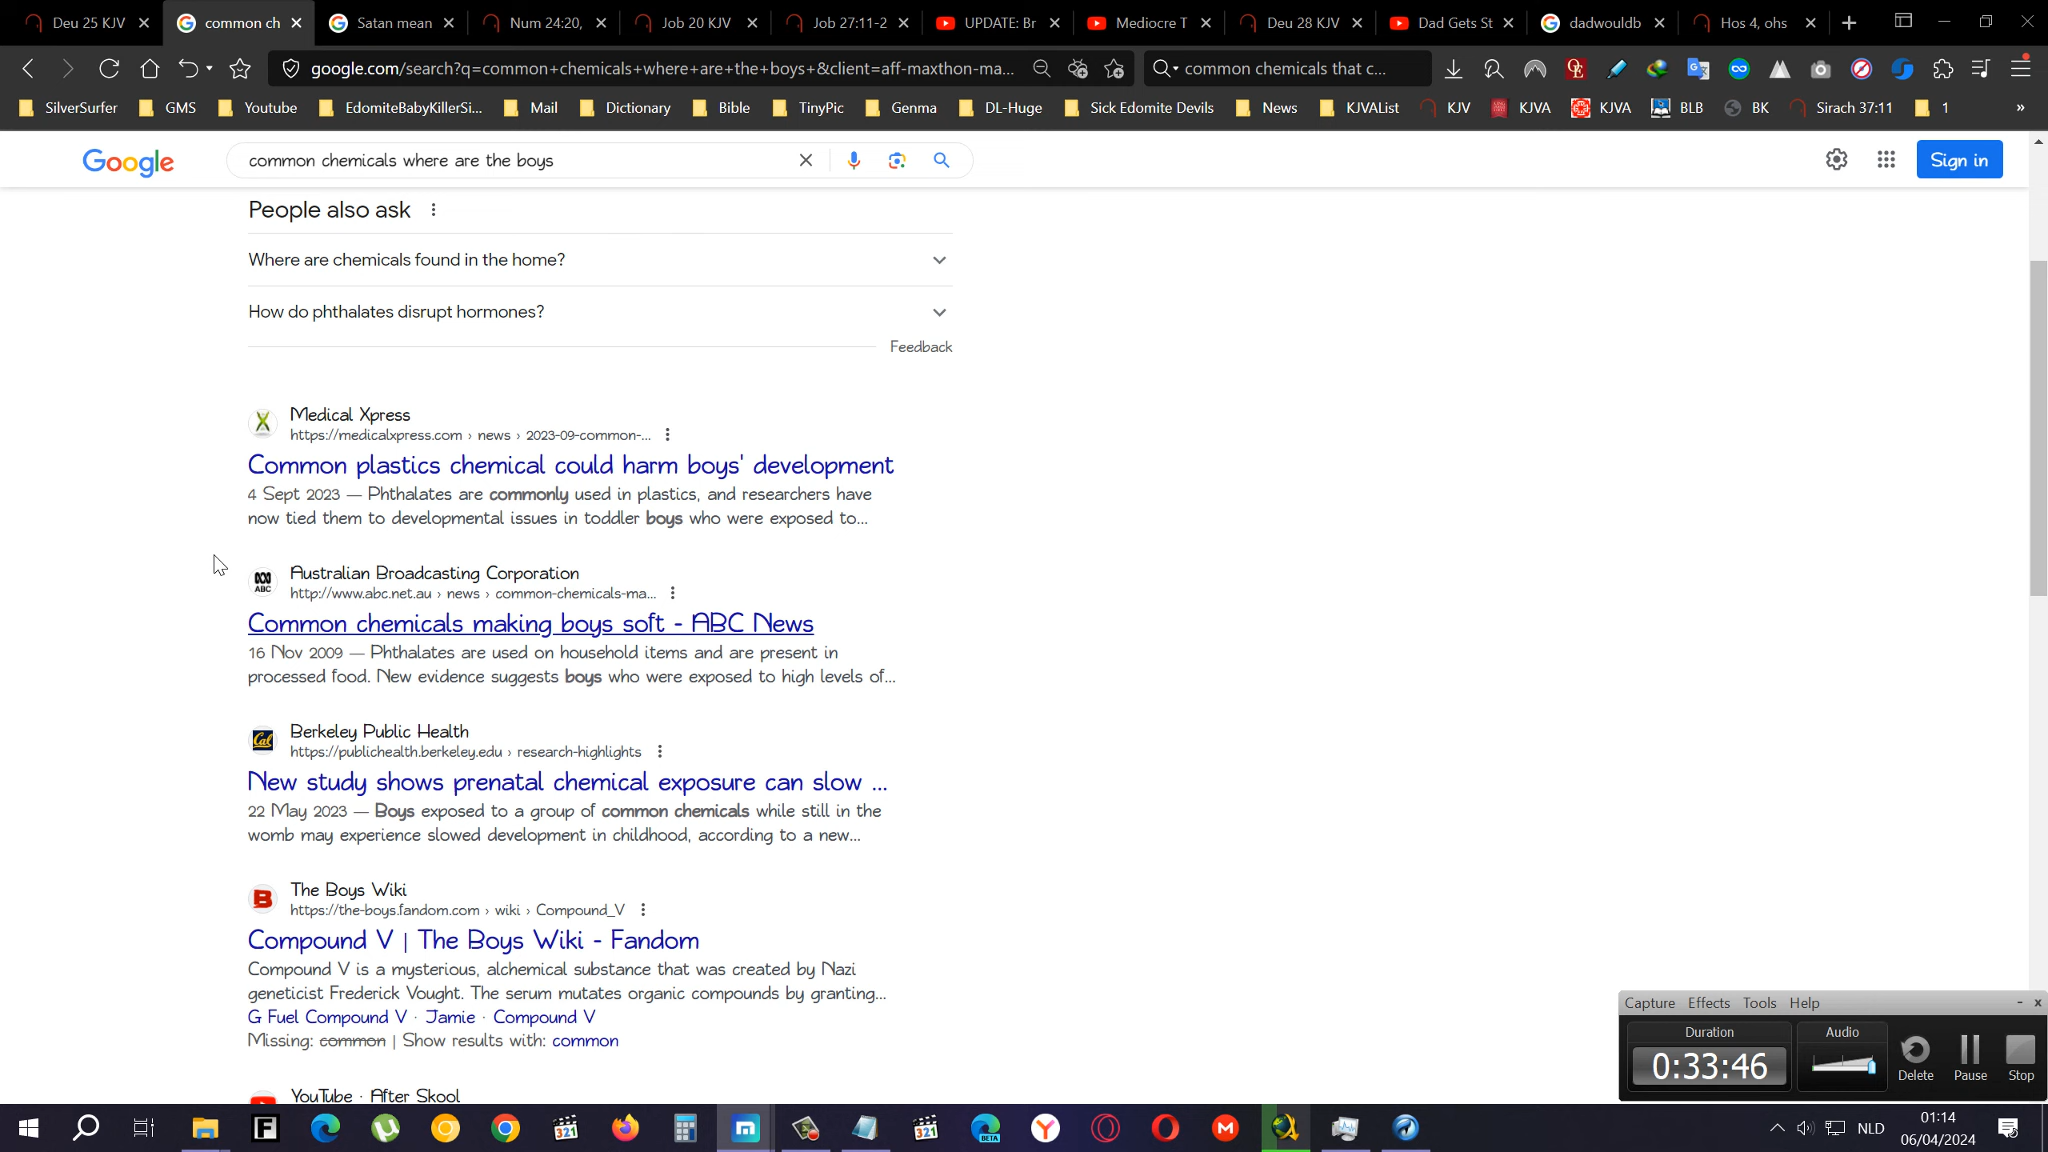 Deu 25 KJV
common ch
Satan mean
Num 24:20,
Job 20 KJV
Job 27:11-2
UPDATE: Br
Mediocre T
Deu 28 KJV
Dad Gets St
dadwouldb
Hos 4, ohs
google.com/search?q=common+chemicals+where+are+the+boys+&client=aff-maxthon-ma...
common chemicals that c...
SilverSurfer
GMS
Youtube
EdomiteBabyKillerSi...
Mail
Dictionary
Bible
TinyPic
Genma
DL-Huge
Sick Edomite Devils
News
KJVAList
KJV
KJVA
KJVA
BLB
BK
Sirach 37:11
1
»
Google
common chemicals where are the boys
Sign in
People also ask
Where are chemicals found in the home?
How do phthalates disrupt hormones?
Feedback
Medical Xpress
https://medicalxpress.com › news › 2023-09-common-...
Common plastics chemical could harm boys' development
4 Sept 2023 — Phthalates are commonly used in plastics, and researchers have
now tied them to developmental issues in toddler boys who were exposed to...
Australian Broadcasting Corporation
http://www.abc.net.au › news › common-chemicals-ma...
Common chemicals making boys soft - ABC News
16 Nov 2009 — Phthalates are used on household items and are present in
processed food. New evidence suggests boys who were exposed to high levels of...
Berkeley Public Health
https://publichealth.berkeley.edu › research-highlights
New study shows prenatal chemical exposure can slow ...
22 May 2023 — Boys exposed to a group of common chemicals while still in the
womb may experience slowed development in childhood, according to a new...
The Boys Wiki
https://the-boys.fandom.com › wiki › Compound_V
Compound V | The Boys Wiki - Fandom
Compound V is a mysterious, alchemical substance that was created by Nazi
geneticist Frederick Vought. The serum mutates organic compounds by granting...
G Fuel Compound V · Jamie · Compound V
Missing: common | Show results with: common
YouTube · After Skool
Capture Effects Tools Help
Duration
Audio
0:33:46
Delete
Pause
Stop
NLD
01:14
06/04/2024